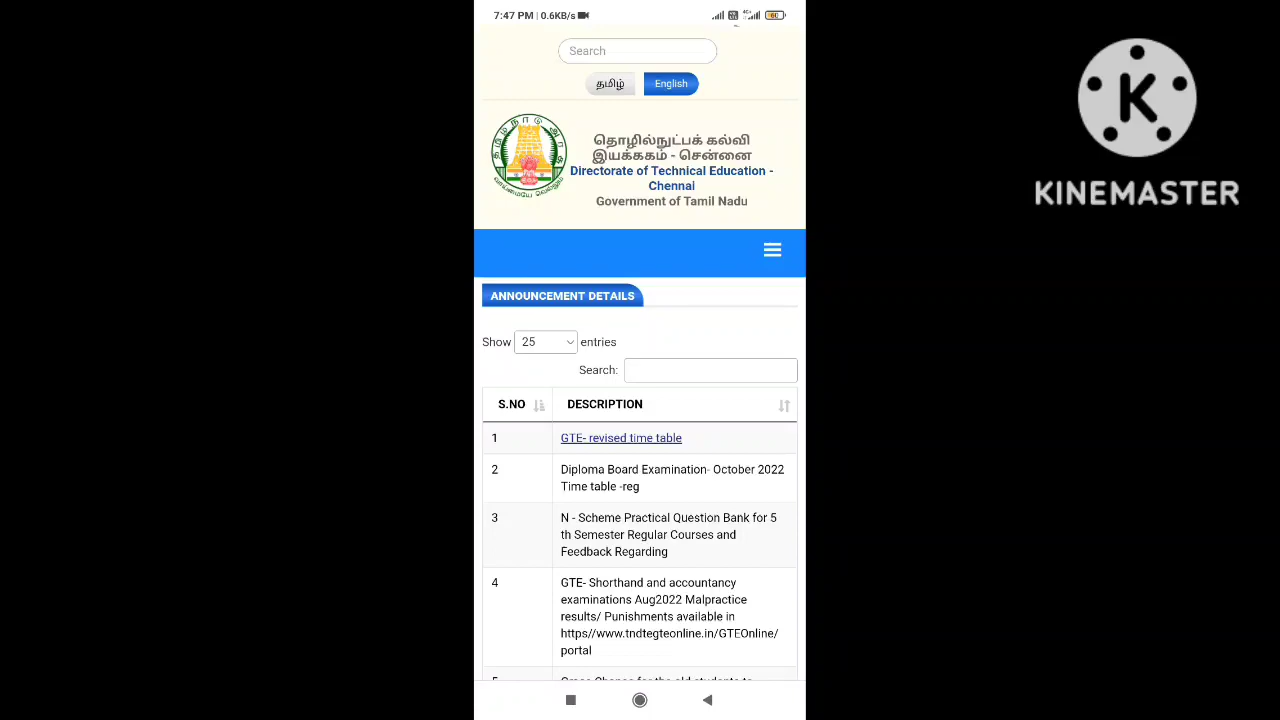 7:47 PM | 0.6KB/s
4G+
60
Search
தமிழ்
English
தமிழ்நாடு அரசு
வாய்மையே வெல்லும்
தொழில்நுட்பக் கல்வி
இயக்ககம் - சென்னை
Directorate of Technical Education -
Chennai
Government of Tamil Nadu
ANNOUNCEMENT DETAILS
Show 25 entries
Search:
S.NO DESCRIPTION
1 GTE- revised time table
2 Diploma Board Examination- October 2022
Time table -reg
3 N - Scheme Practical Question Bank for 5
th Semester Regular Courses and
Feedback Regarding
4 GTE- Shorthand and accountancy
examinations Aug2022 Malpractice
results/ Punishments available in
https//www.tndtegteonline.in/GTEOnline/
portal
K
KINEMASTER